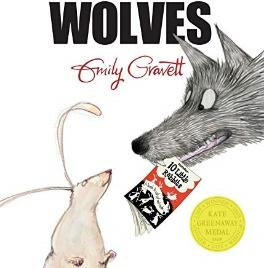 WOLVES
Emily Gravett
10 Little
Rabbits
KATE
GREENAWAY
MEDAL